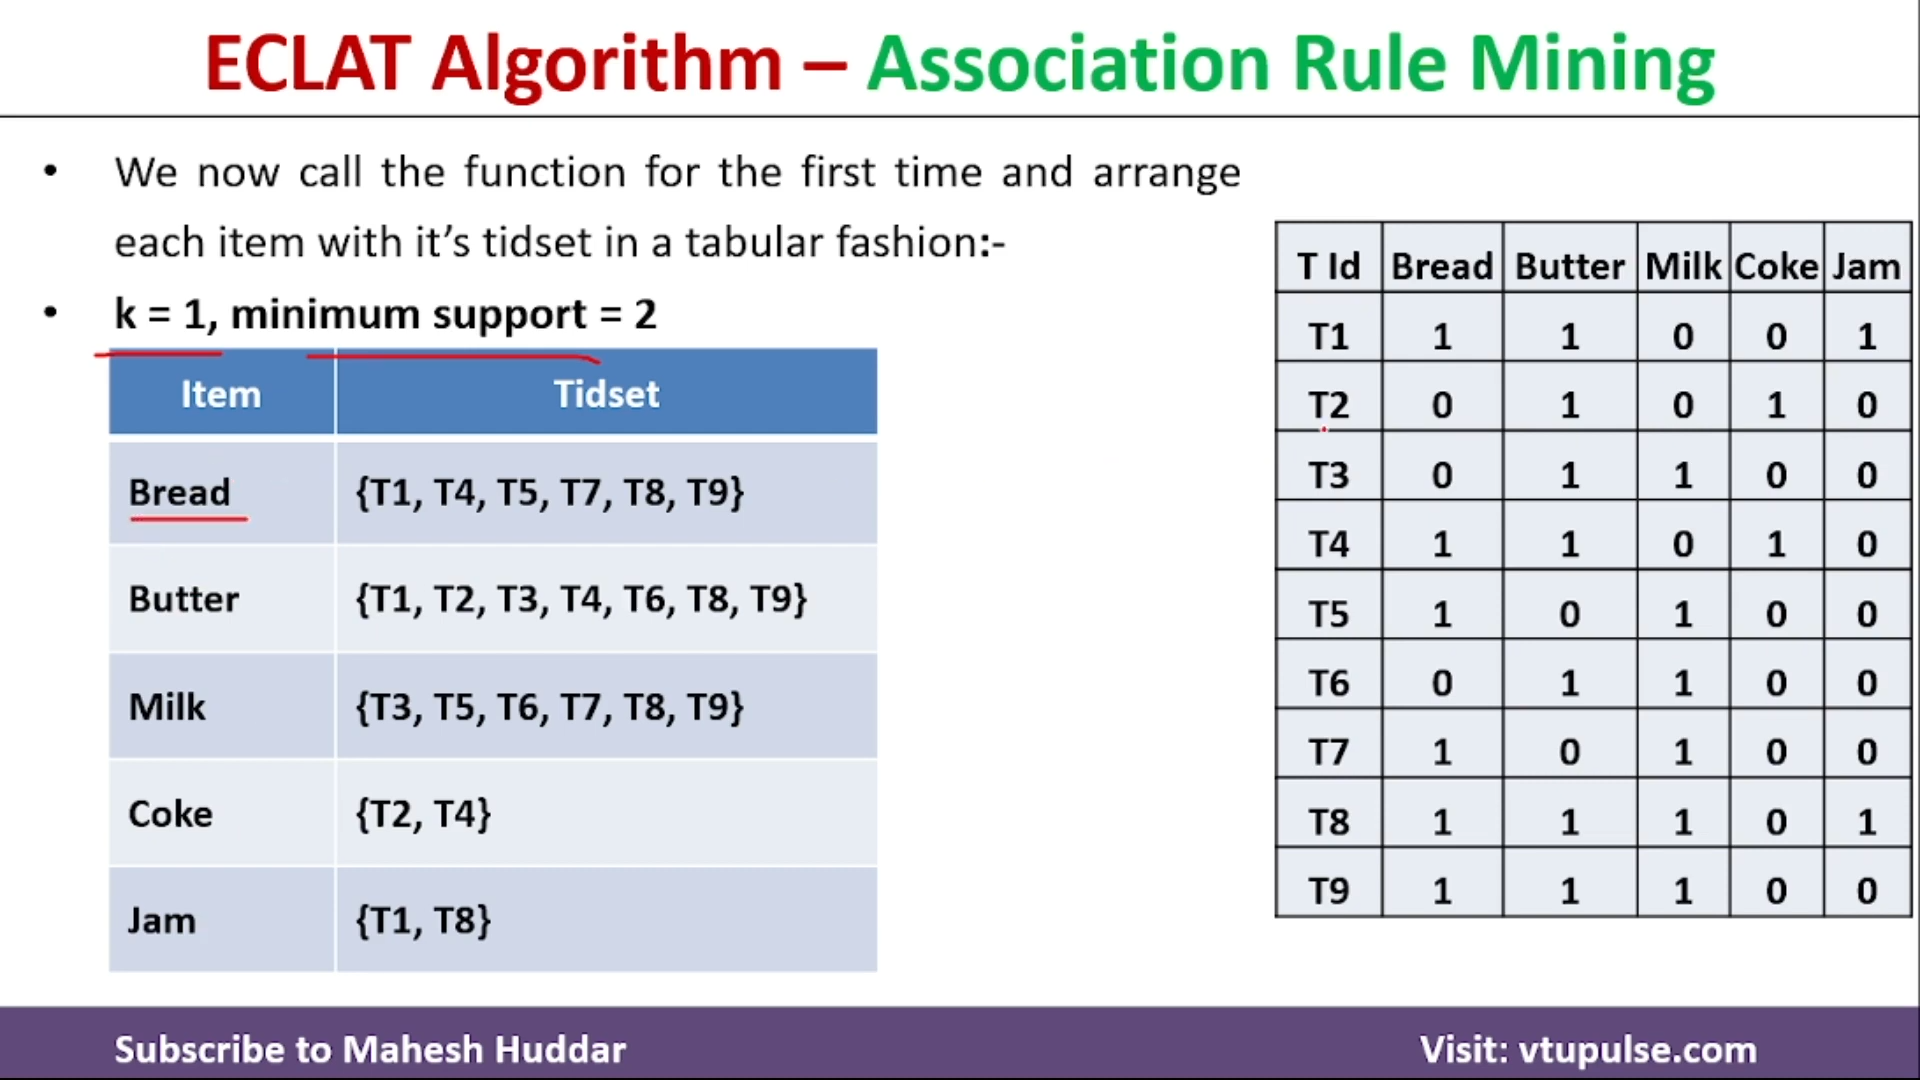 ECLAT Algorithm – Association Rule Mining
• We now call the function for the first time and arrange
each item with it’s tidset in a tabular fashion:-
• k = 1, minimum support = 2
Item Tidset
Bread {T1, T4, T5, T7, T8, T9}
Butter {T1, T2, T3, T4, T6, T8, T9}
Milk {T3, T5, T6, T7, T8, T9}
Coke {T2, T4}
Jam {T1, T8}
T Id Bread Butter Milk Coke Jam
T1 1 1 0 0 1
T2 0 1 0 1 0
T3 0 1 1 0 0
T4 1 1 0 1 0
T5 1 0 1 0 0
T6 0 1 1 0 0
T7 1 0 1 0 0
T8 1 1 1 0 1
T9 1 1 1 0 0
Subscribe to Mahesh Huddar
Visit: vtupulse.com